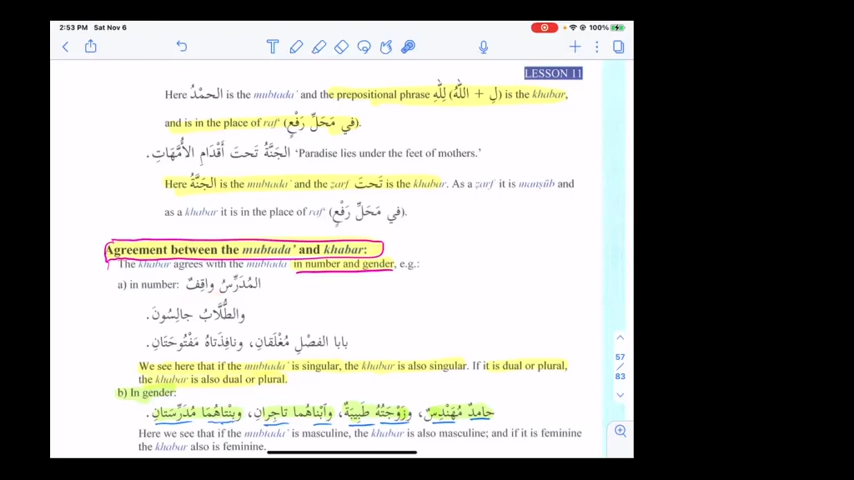 2:53 PM Sat Nov 6
100%
T
LESSON 11
Here الحمْدُ is the mubtada' and the prepositional phrase لِلّٰهِ (لِ + اللّٰهُ) is the khabar,
and is in the place of raf' (في مَحَلِّ رَفْعٍ).
الجَنَّةُ تَحتَ أَقْدَامِ الأُمَّهَاتِ. 'Paradise lies under the feet of mothers.'
Here الجَنَّةُ is the mubtada' and the ẓarf تَحتَ is the khabar. As a ẓarf it is manṣūb and
as a khabar it is in the place of raf' (في مَحَلِّ رَفْعٍ).
Agreement between the mubtada' and khabar:
The khabar agrees with the mubtada' in number and gender, e.g.:
a) in number: المُدَرِّسُ واقِفٌ
والطُّلَّابُ جالِسُونَ.
بابا الفَصْلِ مُغْلَقانِ، ونافِذَتاهُ مَفْتُوحَتَانِ.
We see here that if the mubtada' is singular, the khabar is also singular. If it is dual or plural,
the khabar is also dual or plural.
b) In gender:
حامِدٌ مُهَنْدِسٌ، وزَوْجَتُهُ طَبِيبَةٌ، وٱبْناهُما تاجِرانِ، وبِنْتاهُمَا مُدَرِّسَتانِ.
Here we see that if the mubtada' is masculine, the khabar is also masculine; and if it is feminine
the khabar also is feminine.
57
/
83